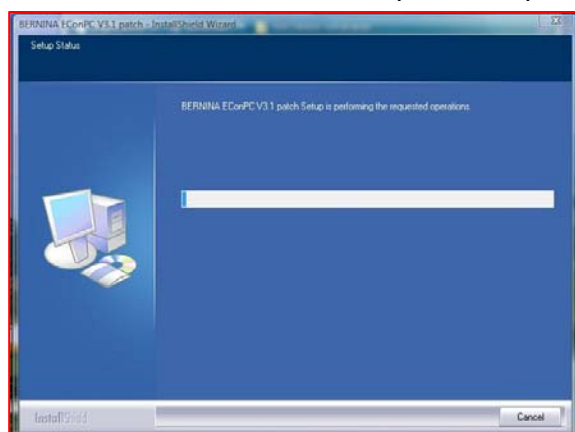 BERNINA EConPC V3.1 patch - InstallShield Wizard
Setup Status
BERNINA EConPC V3.1 patch Setup is performing the requested operations.
InstallShield
Cancel